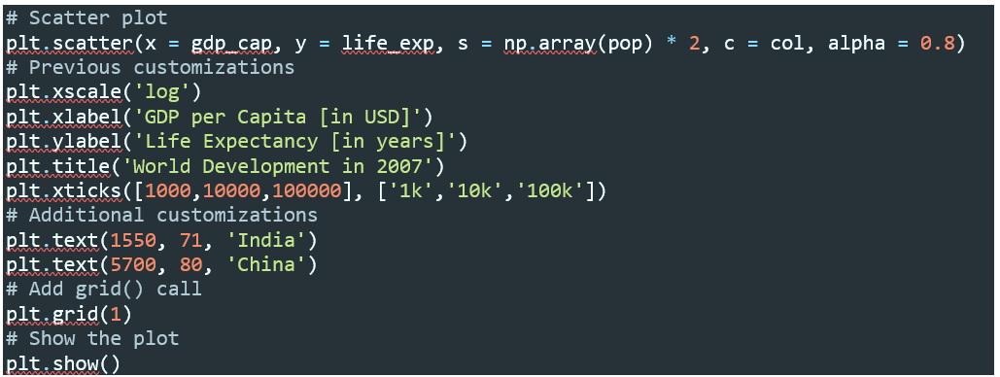 # Scatter plot
plt.scatter(x = gdp_cap, y = life_exp, s = np.array(pop) * 2, c = col, alpha = 0.8)
# Previous customizations
plt.xscale('log')
plt.xlabel('GDP per Capita [in USD]')
plt.ylabel('Life Expectancy [in years]')
plt.title('World Development in 2007')
plt.xticks([1000,10000,100000], ['1k','10k','100k'])
# Additional customizations
plt.text(1550, 71, 'India')
plt.text(5700, 80, 'China')
# Add grid() call
plt.grid(1)
# Show the plot
plt.show()